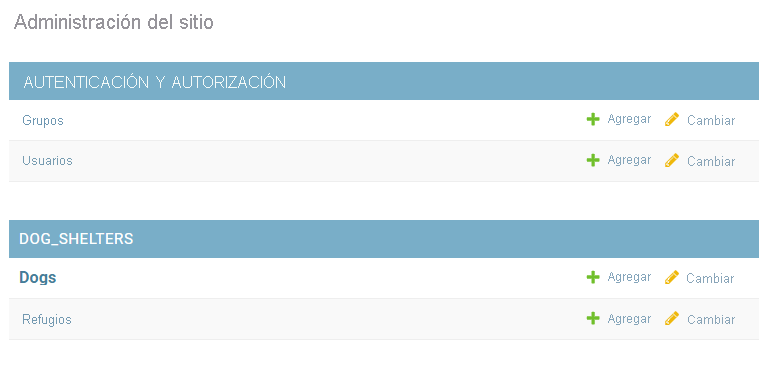 Administración del sitio
AUTENTICACIÓN Y AUTORIZACIÓN
Grupos Agregar Cambiar
Usuarios Agregar Cambiar
DOG_SHELTERS
Dogs Agregar Cambiar
Refugios Agregar Cambiar